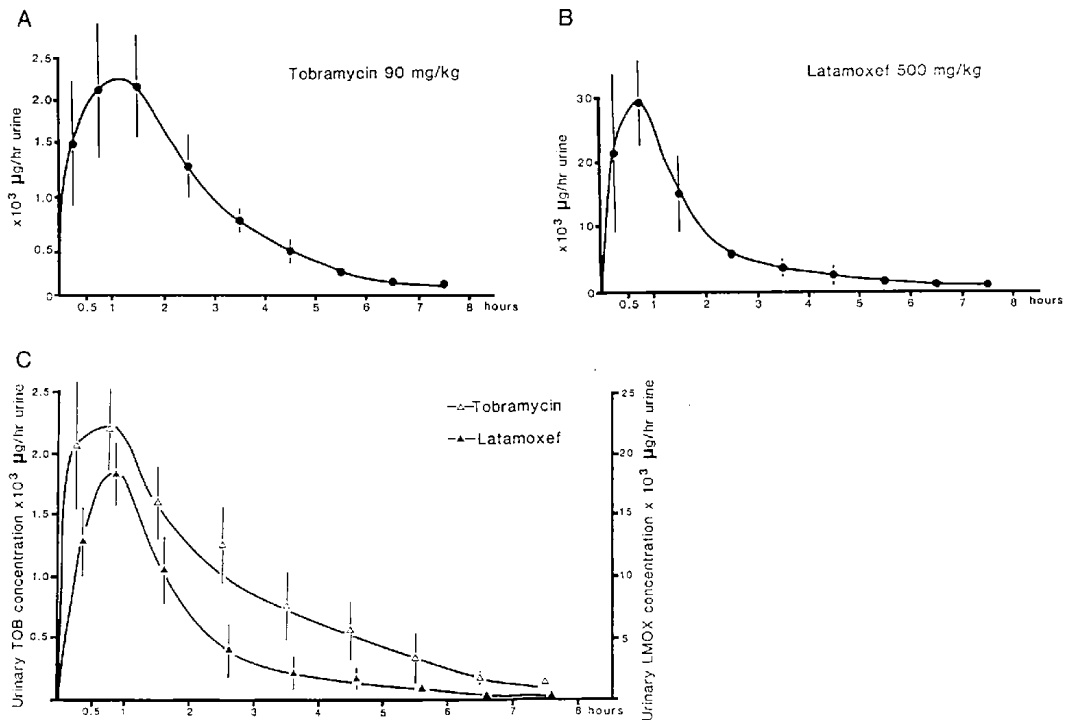 A
Tobramycin 90 mg/kg
x10³ µg/hr urine
2.5
2.0
1.5
1.0
0.5
0
0.5 1 2 3 4 5 6 7 8 hours
B
Latamoxef 500 mg/kg
x10³ µg/hr urine
30
20
10
0
0.5 1 2 3 4 5 6 7 8 hours
C
Tobramycin
Latamoxef
Urinary TOB concentration x10³ µg/hr urine
2.5
2.0
1.5
1.0
0.5
Urinary LMOX concentration x 10³ µg/hr urine
25
20
15
10
5
0.5 1 2 3 4 5 6 7 8 hours